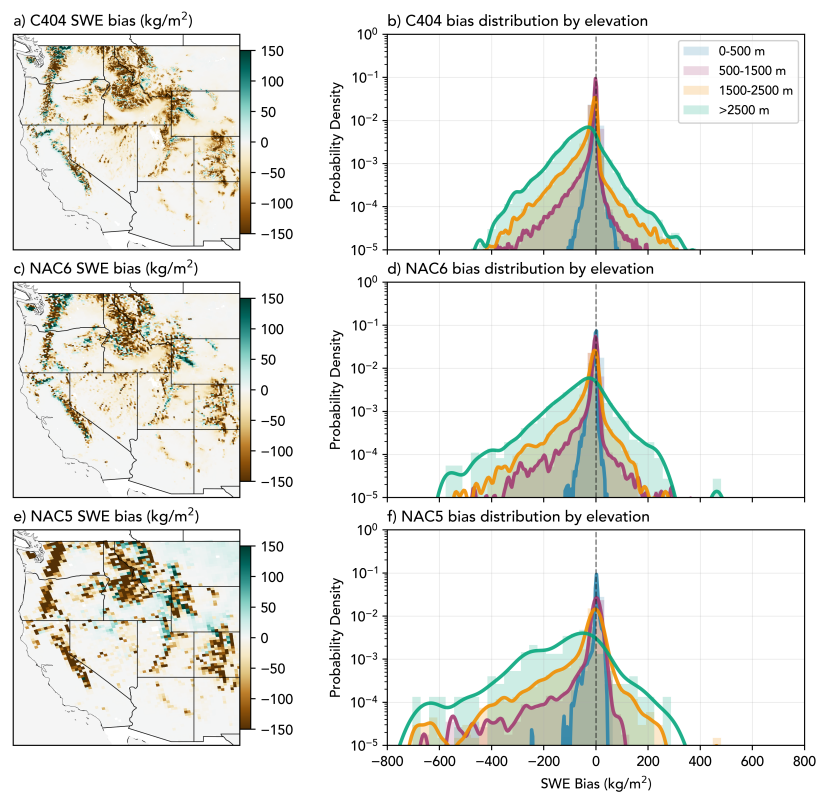 a) C404 SWE bias (kg/m²)
150
100
50
0
−50
−100
−150
b) C404 bias distribution by elevation
Probability Density
10⁰
10⁻¹
10⁻²
10⁻³
10⁻⁴
10⁻⁵
0-500 m
500-1500 m
1500-2500 m
>2500 m
c) NAC6 SWE bias (kg/m²)
150
100
50
0
−50
−100
−150
d) NAC6 bias distribution by elevation
Probability Density
10⁰
10⁻¹
10⁻²
10⁻³
10⁻⁴
10⁻⁵
e) NAC5 SWE bias (kg/m²)
150
100
50
0
−50
−100
−150
f) NAC5 bias distribution by elevation
Probability Density
10⁰
10⁻¹
10⁻²
10⁻³
10⁻⁴
10⁻⁵
−800 −600 −400 −200 0 200 400 600 800
SWE Bias (kg/m²)